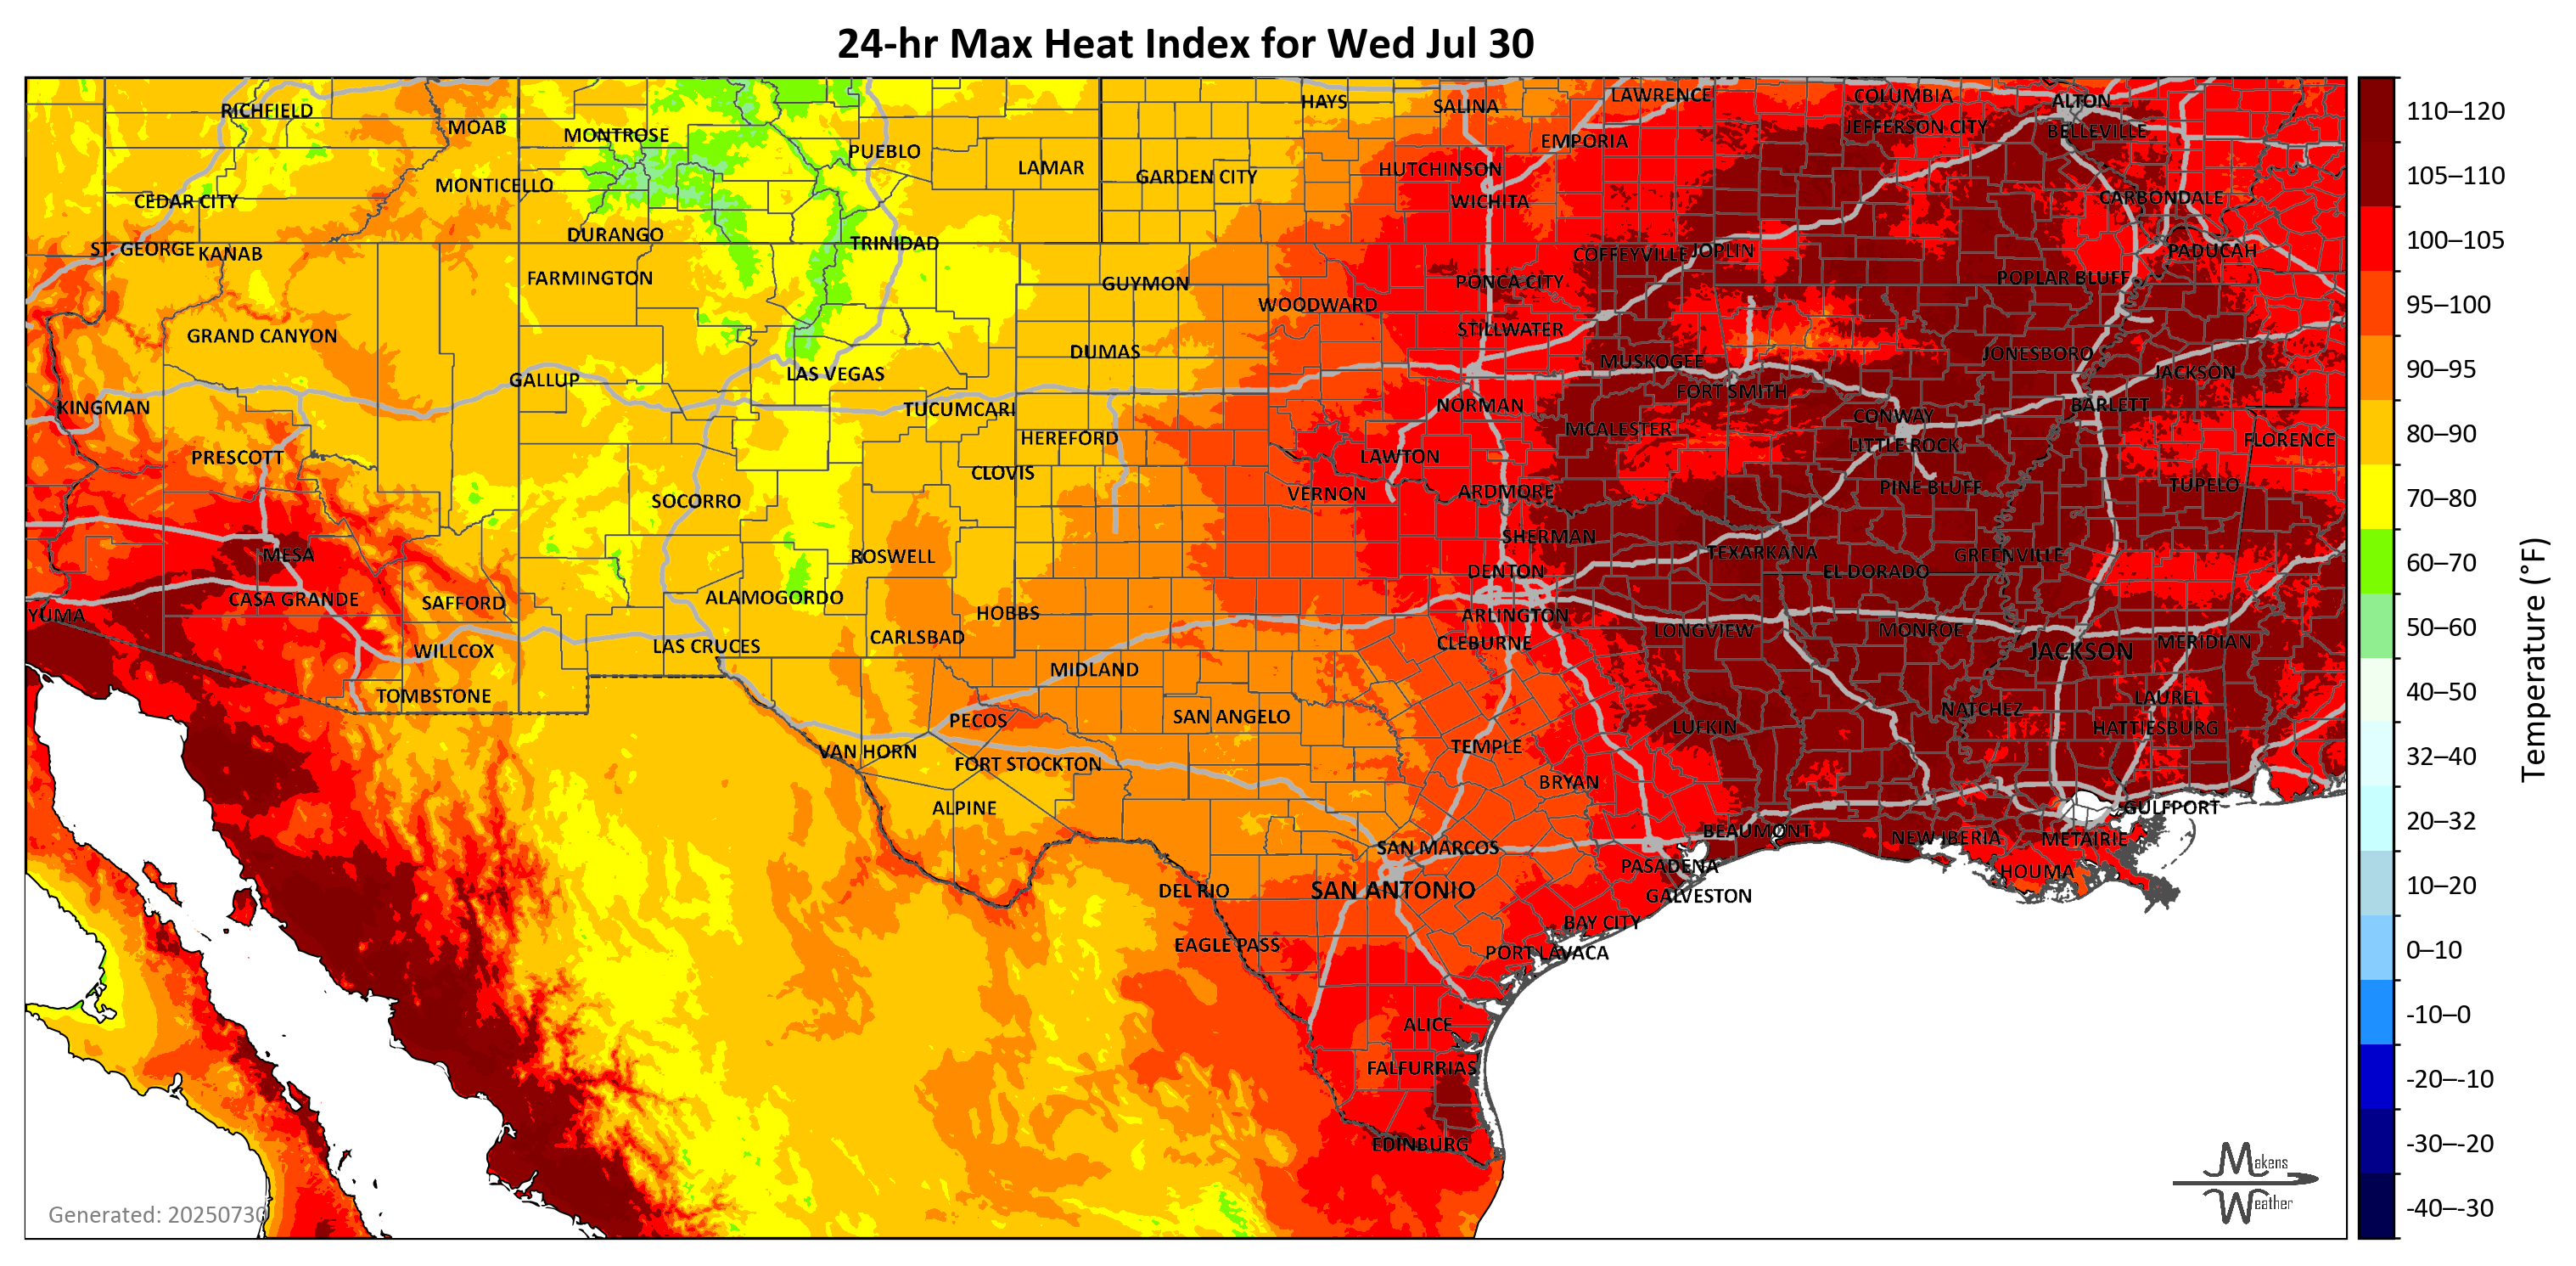 24-hr Max Heat Index for Wed Jul 30
RICHFIELD
MOAB
MONTROSE
PUEBLO
LAMAR
GARDEN CITY
HAYS
SALINA
LAWRENCE
EMPORIA
COLUMBIA
JEFFERSON CITY
ALTON
BELLEVILLE
CEDAR CITY
MONTICELLO
HUTCHINSON
WICHITA
CARBONDALE
ST. GEORGE
KANAB
DURANGO
TRINIDAD
COFFEYVILLE
JOPLIN
PADUCAH
FARMINGTON
GUYMON
WOODWARD
PONCA CITY
POPLAR BLUFF
GRAND CANYON
STILLWATER
DUMAS
MUSKOGEE
JONESBORO
GALLUP
LAS VEGAS
FORT SMITH
JACKSON
KINGMAN
TUCUMCARI
NORMAN
CONWAY
BARLETT
HEREFORD
MCALESTER
LITTLE ROCK
FLORENCE
PRESCOTT
CLOVIS
LAWTON
SOCORRO
VERNON
ARDMORE
PINE BLUFF
TUPELO
MESA
ROSWELL
SHERMAN
TEXARKANA
GREENVILLE
DENTON
EL DORADO
CASA GRANDE
SAFFORD
ALAMOGORDO
HOBBS
ARLINGTON
YUMA
CARLSBAD
CLEBURNE
LONGVIEW
MONROE
WILLCOX
LAS CRUCES
JACKSON
MERIDIAN
MIDLAND
TOMBSTONE
PECOS
SAN ANGELO
LUFKIN
NATCHEZ
LAUREL
HATTIESBURG
VAN HORN
FORT STOCKTON
TEMPLE
BRYAN
ALPINE
GULFPORT
SAN MARCOS
BEAUMONT
NEW IBERIA
METAIRIE
PASADENA
HOUMA
DEL RIO
SAN ANTONIO
GALVESTON
BAY CITY
EAGLE PASS
PORT LAVACA
ALICE
FALFURRIAS
EDINBURG
Generated: 20250730
Makens
Weather
110–120
105–110
100–105
95–100
90–95
80–90
70–80
60–70
50–60
40–50
32–40
20–32
10–20
0–10
-10–0
-20–-10
-30–-20
-40–-30
Temperature (°F)